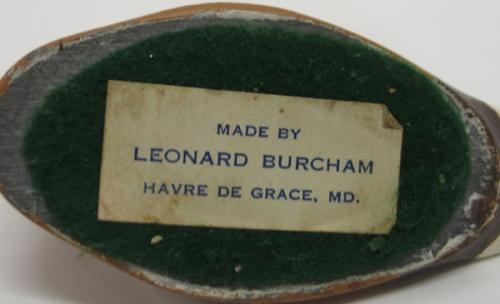 MADE BY
LEONARD BURCHAM
HAVRE DE GRACE, MD.